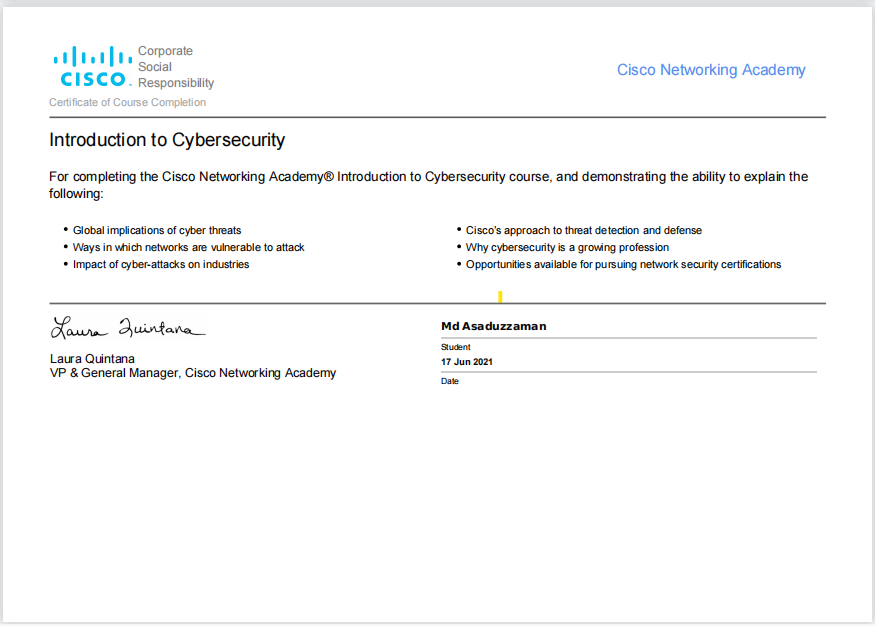 Corporate
Social
CISCO Responsibility
Certificate of Course Completion
Cisco Networking Academy
Introduction to Cybersecurity
For completing the Cisco Networking Academy® Introduction to Cybersecurity course, and demonstrating the ability to explain the
following:
• Global implications of cyber threats
• Ways in which networks are vulnerable to attack
• Impact of cyber-attacks on industries
• Cisco's approach to threat detection and defense
• Why cybersecurity is a growing profession
• Opportunities available for pursuing network security certifications
Laura Quintana
Laura Quintana
VP & General Manager, Cisco Networking Academy
Md Asaduzzaman
Student
17 Jun 2021
Date